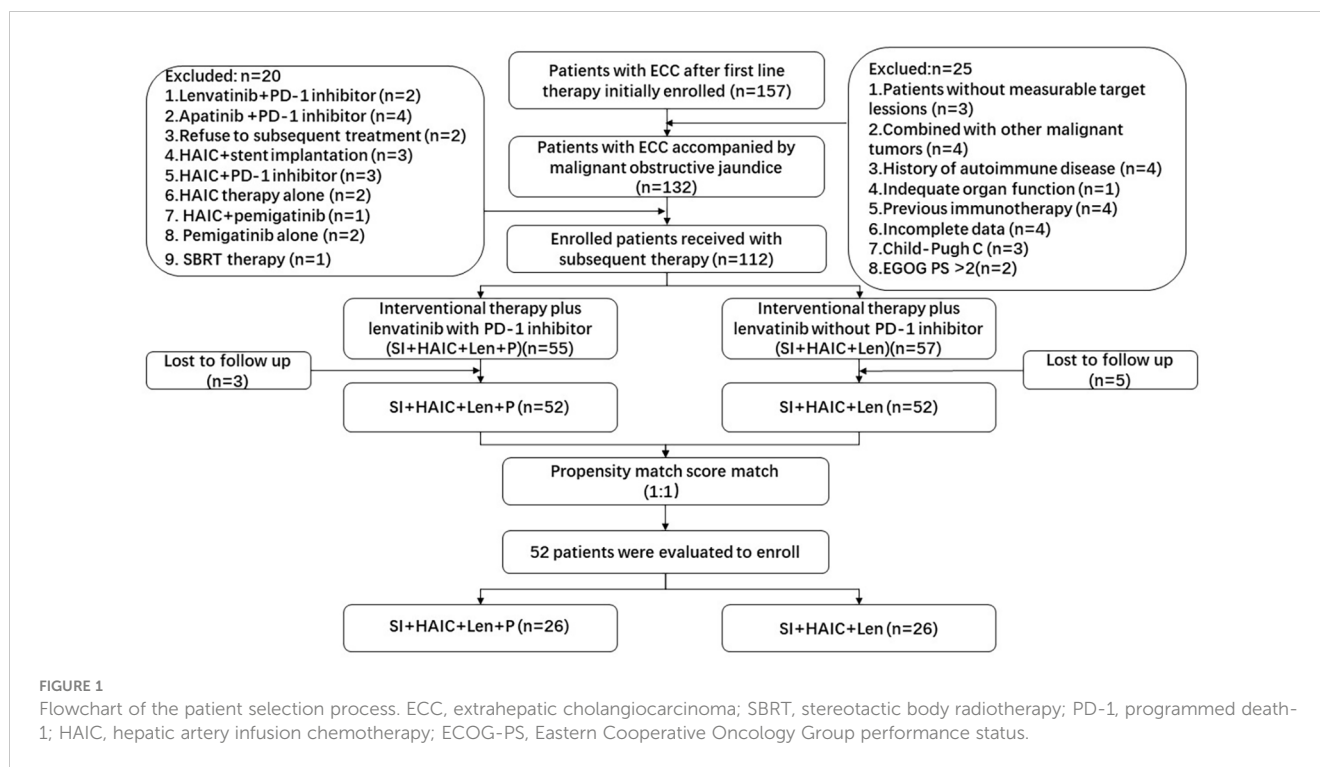 Patients with ECC after first line
therapy initially enrolled (n=157)
Exclued:n=25
1.Patients without measurable target
lessions (n=3)
2.Combined with other malignant
tumors (n=4)
3.History of autoimmune disease (n=4)
4.Indequate organ function (n=1)
5.Previous immunotherapy (n=4)
6.Incomplete data (n=4)
7.Child-Pugh C (n=3)
8.EGOG PS >2(n=2)
Patients with ECC accompanied by
malignant obstructive jaundice
(n=132)
Excluded: n=20
1.Lenvatinib+PD-1 inhibitor (n=2)
2.Apatinib +PD-1 inhibitor (n=4)
3.Refuse to subsequent treatment (n=2)
4.HAIC+stent implantation (n=3)
5.HAIC+PD-1 inhibitor (n=3)
6.HAIC therapy alone (n=2)
7. HAIC+pemigatinib (n=1)
8. Pemigatinib alone (n=2)
9. SBRT therapy (n=1)
Enrolled patients received with
subsequent therapy (n=112)
Interventional therapy plus
lenvatinib with PD-1 inhibitor
(SI+HAIC+Len+P)(n=55)
Interventional therapy plus
lenvatinib without PD-1 inhibitor
(SI+HAIC+Len)(n=57)
Lost to follow up
(n=3)
Lost to follow up
(n=5)
SI+HAIC+Len+P (n=52)
SI+HAIC+Len (n=52)
Propensity match score match
(1:1)
52 patients were evaluated to enroll
SI+HAIC+Len+P (n=26)
SI+HAIC+Len (n=26)
FIGURE 1
Flowchart of the patient selection process. ECC, extrahepatic cholangiocarcinoma; SBRT, stereotactic body radiotherapy; PD-1, programmed death-
1; HAIC, hepatic artery infusion chemotherapy; ECOG-PS, Eastern Cooperative Oncology Group performance status.